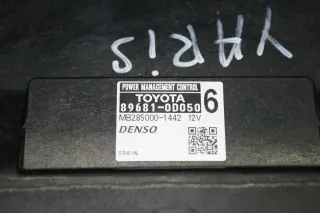 YARIS
POWER MANAGEMENT CONTROL
TOYOTA 6
89681-0D050
MB285000-1442 12V
DENSO
SPAIN